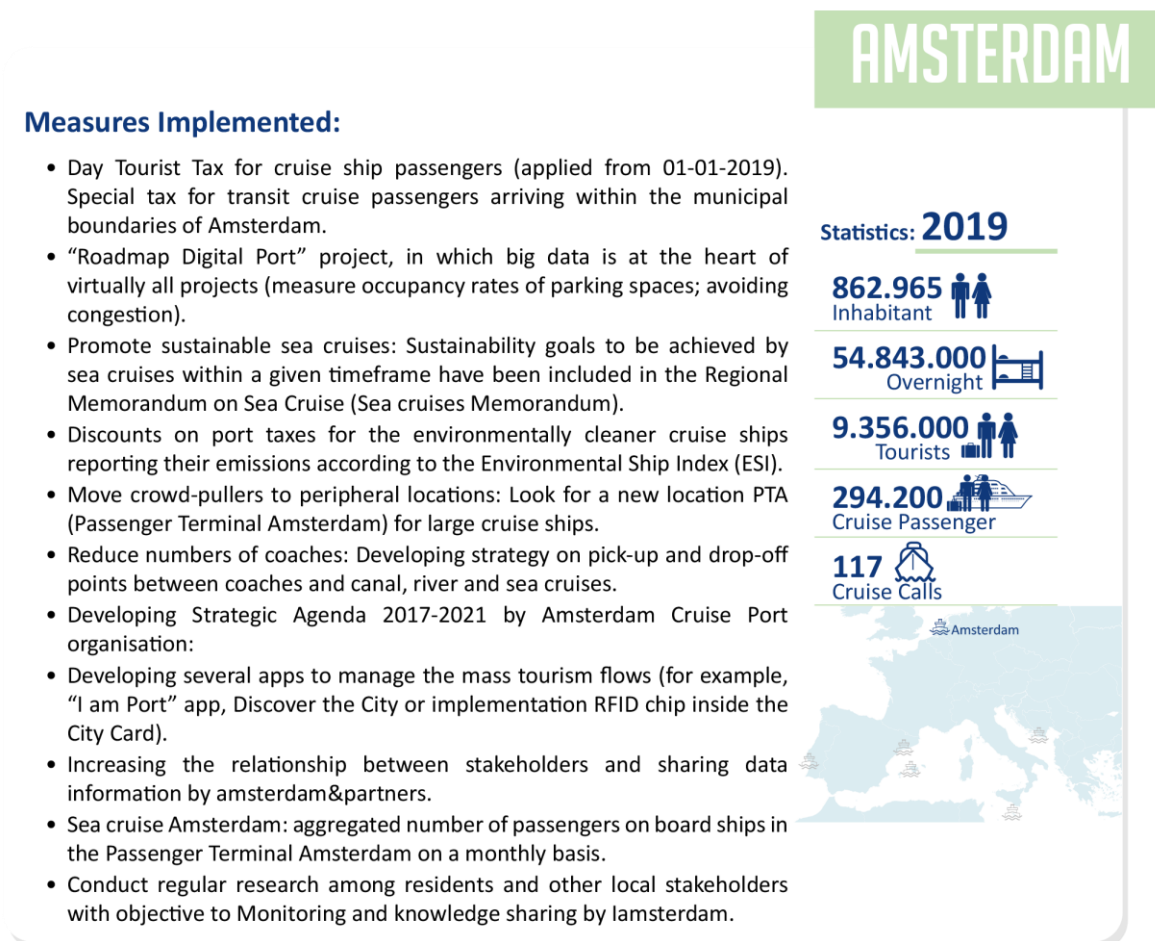 AMSTERDAM
Measures Implemented:
• Day Tourist Tax for cruise ship passengers (applied from 01-01-2019).
Special tax for transit cruise passengers arriving within the municipal
boundaries of Amsterdam.
• “Roadmap Digital Port” project, in which big data is at the heart of
virtually all projects (measure occupancy rates of parking spaces; avoiding
congestion).
• Promote sustainable sea cruises: Sustainability goals to be achieved by
sea cruises within a given timeframe have been included in the Regional
Memorandum on Sea Cruise (Sea cruises Memorandum).
• Discounts on port taxes for the environmentally cleaner cruise ships
reporting their emissions according to the Environmental Ship Index (ESI).
• Move crowd-pullers to peripheral locations: Look for a new location PTA
(Passenger Terminal Amsterdam) for large cruise ships.
• Reduce numbers of coaches: Developing strategy on pick-up and drop-off
points between coaches and canal, river and sea cruises.
• Developing Strategic Agenda 2017-2021 by Amsterdam Cruise Port
organisation:
• Developing several apps to manage the mass tourism flows (for example,
“I am Port” app, Discover the City or implementation RFID chip inside the
City Card).
• Increasing the relationship between stakeholders and sharing data
information by amsterdam&partners.
• Sea cruise Amsterdam: aggregated number of passengers on board ships in
the Passenger Terminal Amsterdam on a monthly basis.
• Conduct regular research among residents and other local stakeholders
with objective to Monitoring and knowledge sharing by Iamsterdam.
Statistics: 2019
862.965
Inhabitant
54.843.000
Overnight
9.356.000
Tourists
294.200
Cruise Passenger
117
Cruise Calls
Amsterdam